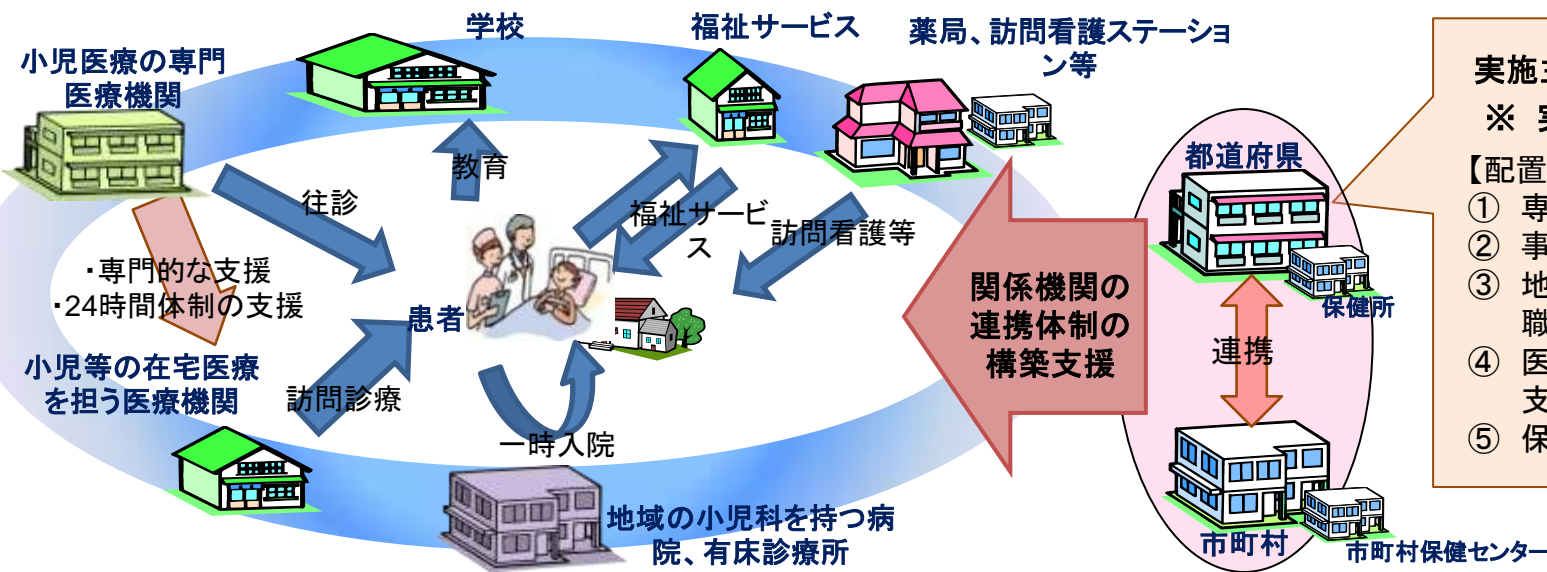 学校
福祉サービス
薬局、訪問看護ステーショ
ン等
小児医療の専門
医療機関
教育
往診
福祉サービ
ス
訪問看護等
・専門的な支援
・24時間体制の支援
患者
小児等の在宅医療
を担う医療機関
訪問診療
一時入院
地域の小児科を持つ病
院、有床診療所
関係機関の
連携体制の
構築支援
都道府県
保健所
連携
市町村
市町村保健センター
実施
※
【配置
① 専
② 事
③ 地
職
④ 医
支
⑤ 保